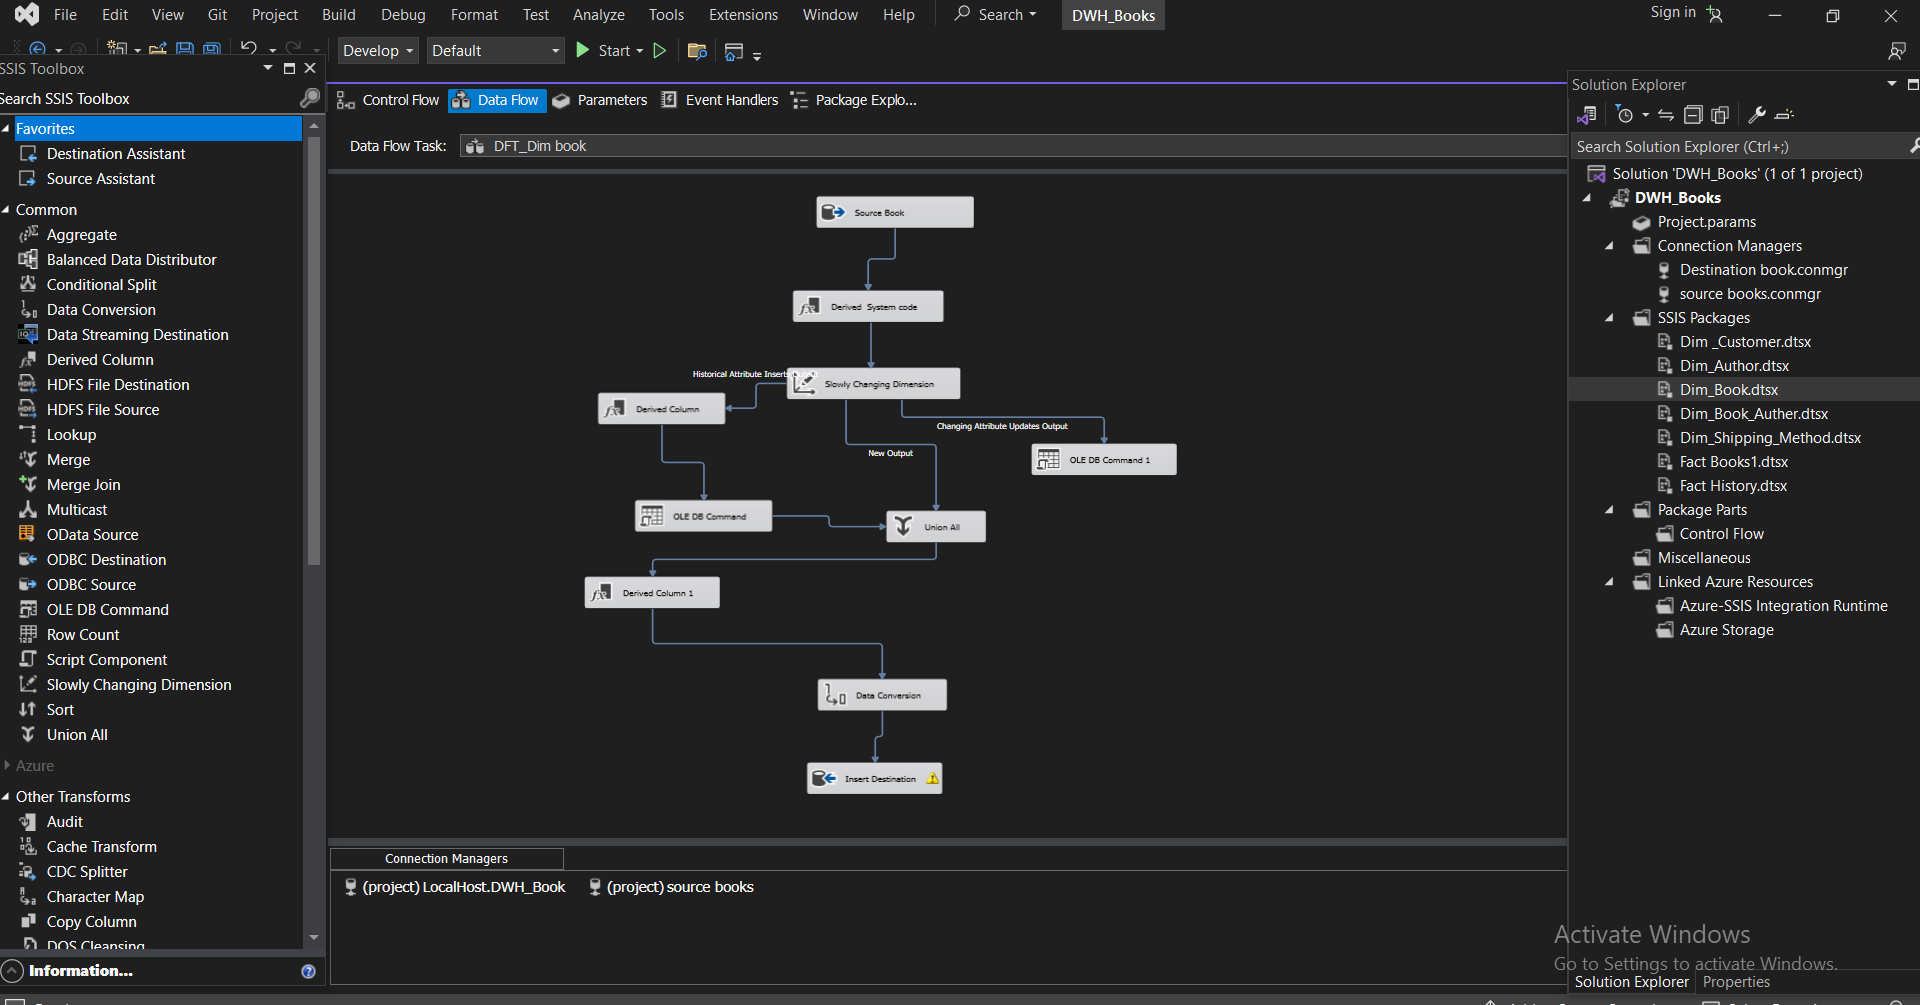 File Edit View Git Project Build Debug Format Test Analyze Tools Extensions Window Help Search DWH_Books Sign in
Develop Default Start
SSIS Toolbox
Search SSIS Toolbox
Favorites
Destination Assistant
Source Assistant
Common
Aggregate
Balanced Data Distributor
Conditional Split
Data Conversion
Data Streaming Destination
Derived Column
HDFS File Destination
HDFS File Source
Lookup
Merge
Merge Join
Multicast
OData Source
ODBC Destination
ODBC Source
OLE DB Command
Row Count
Script Component
Slowly Changing Dimension
Sort
Union All
Azure
Other Transforms
Audit
Cache Transform
CDC Splitter
Character Map
Copy Column
DQS Cleansing
Information...
Control Flow Data Flow Parameters Event Handlers Package Explo...
Data Flow Task: DFT_Dim book
Source Book
Derived System code
Historical Attribute Inserts Output
Slowly Changing Dimension
Derived Column
Changing Attribute Updates Output
New Output
OLE DB Command 1
OLE DB Command
Union All
Derived Column 1
Data Conversion
Insert Destination
Connection Managers
(project) LocalHost.DWH_Book (project) source books
Solution Explorer
Search Solution Explorer (Ctrl+;)
Solution 'DWH_Books' (1 of 1 project)
DWH_Books
Project.params
Connection Managers
Destination book.conmgr
source books.conmgr
SSIS Packages
Dim _Customer.dtsx
Dim_Author.dtsx
Dim_Book.dtsx
Dim_Book_Auther.dtsx
Dim_Shipping_Method.dtsx
Fact Books1.dtsx
Fact History.dtsx
Package Parts
Control Flow
Miscellaneous
Linked Azure Resources
Azure-SSIS Integration Runtime
Azure Storage
Activate Windows
Go to Settings to activate Windows.
Solution Explorer Properties